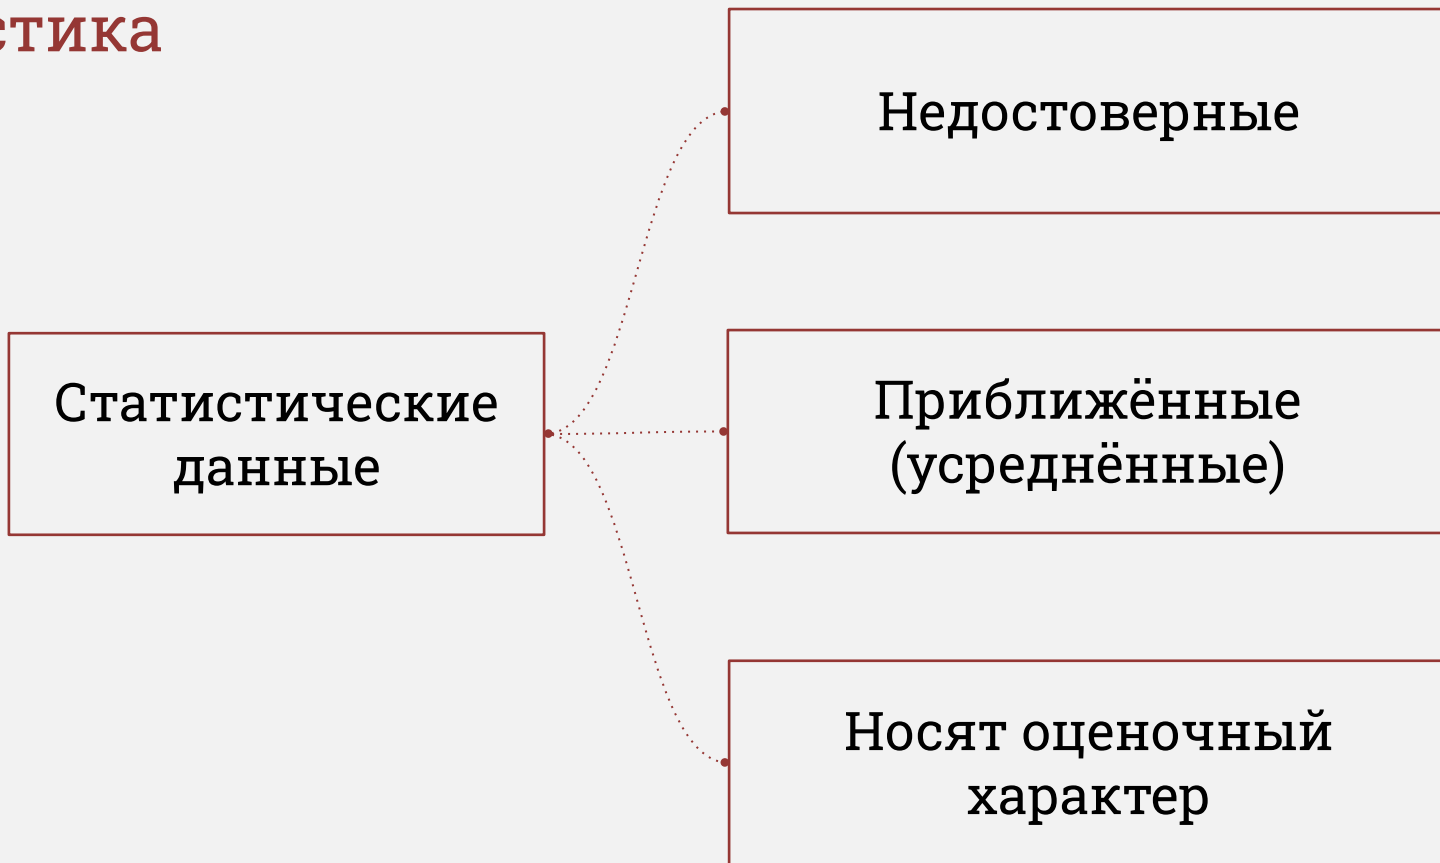 стика
Недостоверные
Статистические
данные
Приближённые
(усреднённые)
Носят оценочный
характер